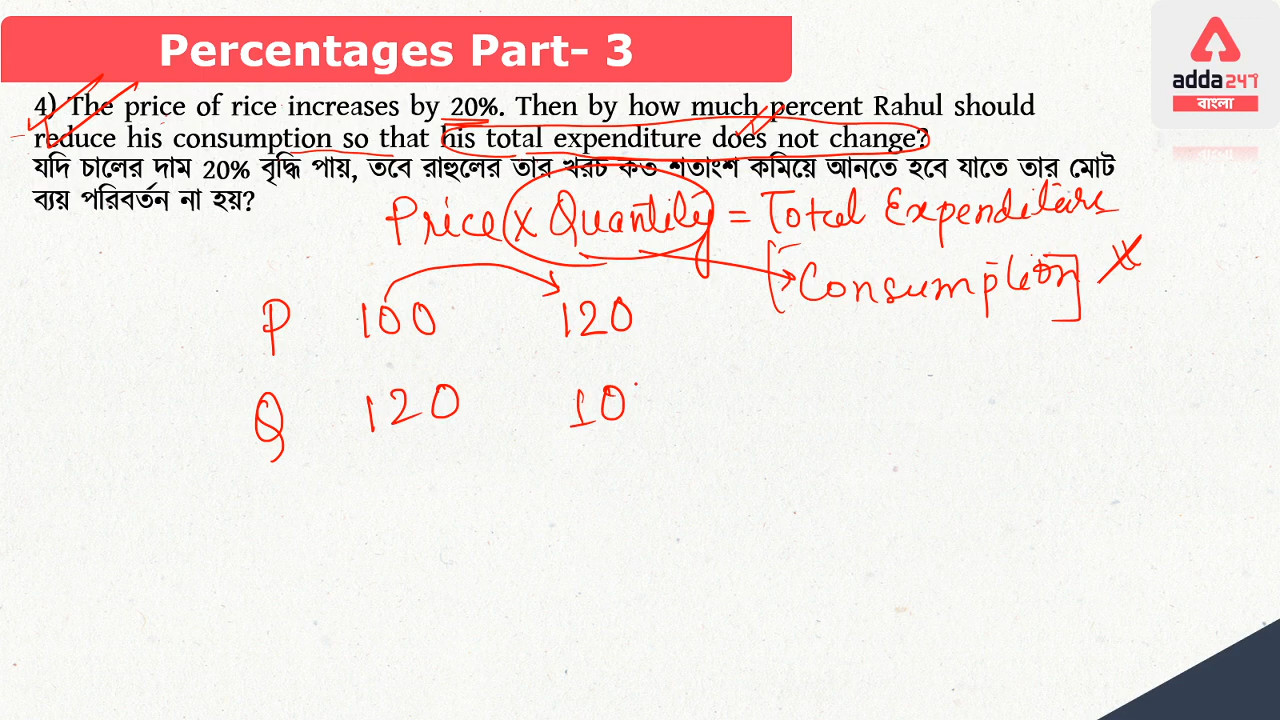 Percentages Part- 3
adda247
বাংলা
4) The price of rice increases by 20%. Then by how much percent Rahul should
reduce his consumption so that his total expenditure does not change?
যদি চালের দাম 20% বৃদ্ধি পায়, তবে রাহুলের তার খরচ কত শতাংশ কমিয়ে আনতে হবে যাতে তার মোট
ব্যয় পরিবর্তন না হয়?
Price x Quantity = Total Expenditure
[Consumption]
P 100 120
Q 120 10